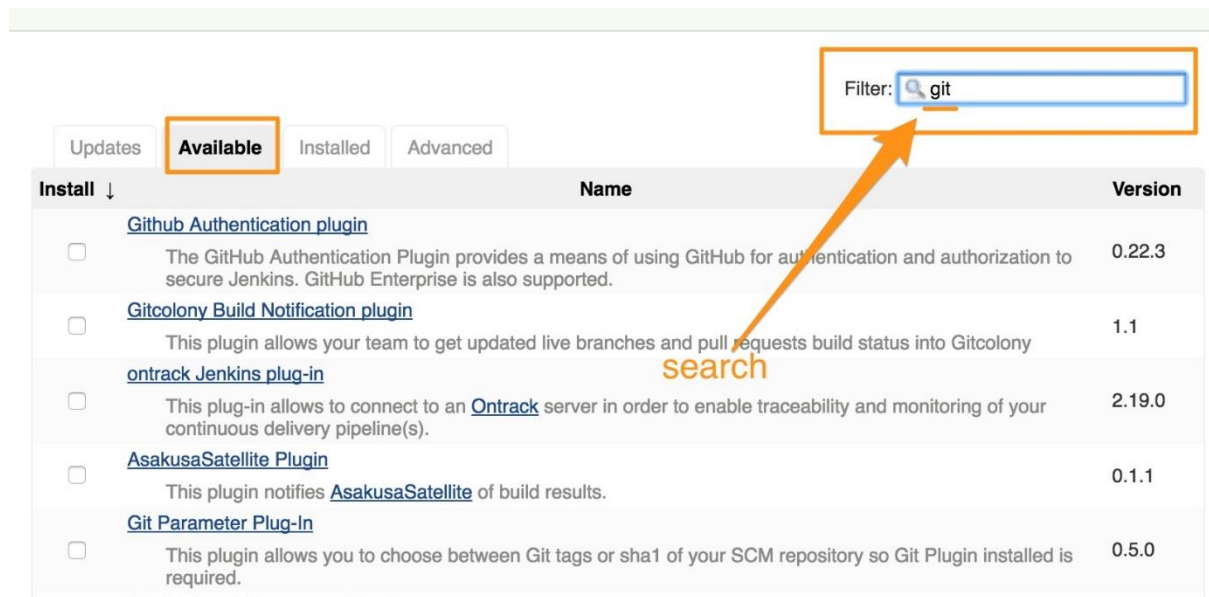 Filter: git
Updates Available Installed Advanced
Install ↓ Name Version
Github Authentication plugin
The GitHub Authentication Plugin provides a means of using GitHub for authentication and authorization to 0.22.3
secure Jenkins. GitHub Enterprise is also supported.
Gitcolony Build Notification plugin
1.1
This plugin allows your team to get updated live branches and pull requests build status into Gitcolony
search
ontrack Jenkins plug-in
This plug-in allows to connect to an Ontrack server in order to enable traceability and monitoring of your 2.19.0
continuous delivery pipeline(s).
AsakusaSatellite Plugin
0.1.1
This plugin notifies AsakusaSatellite of build results.
Git Parameter Plug-In
This plugin allows you to choose between Git tags or sha1 of your SCM repository so Git Plugin installed is 0.5.0
required.